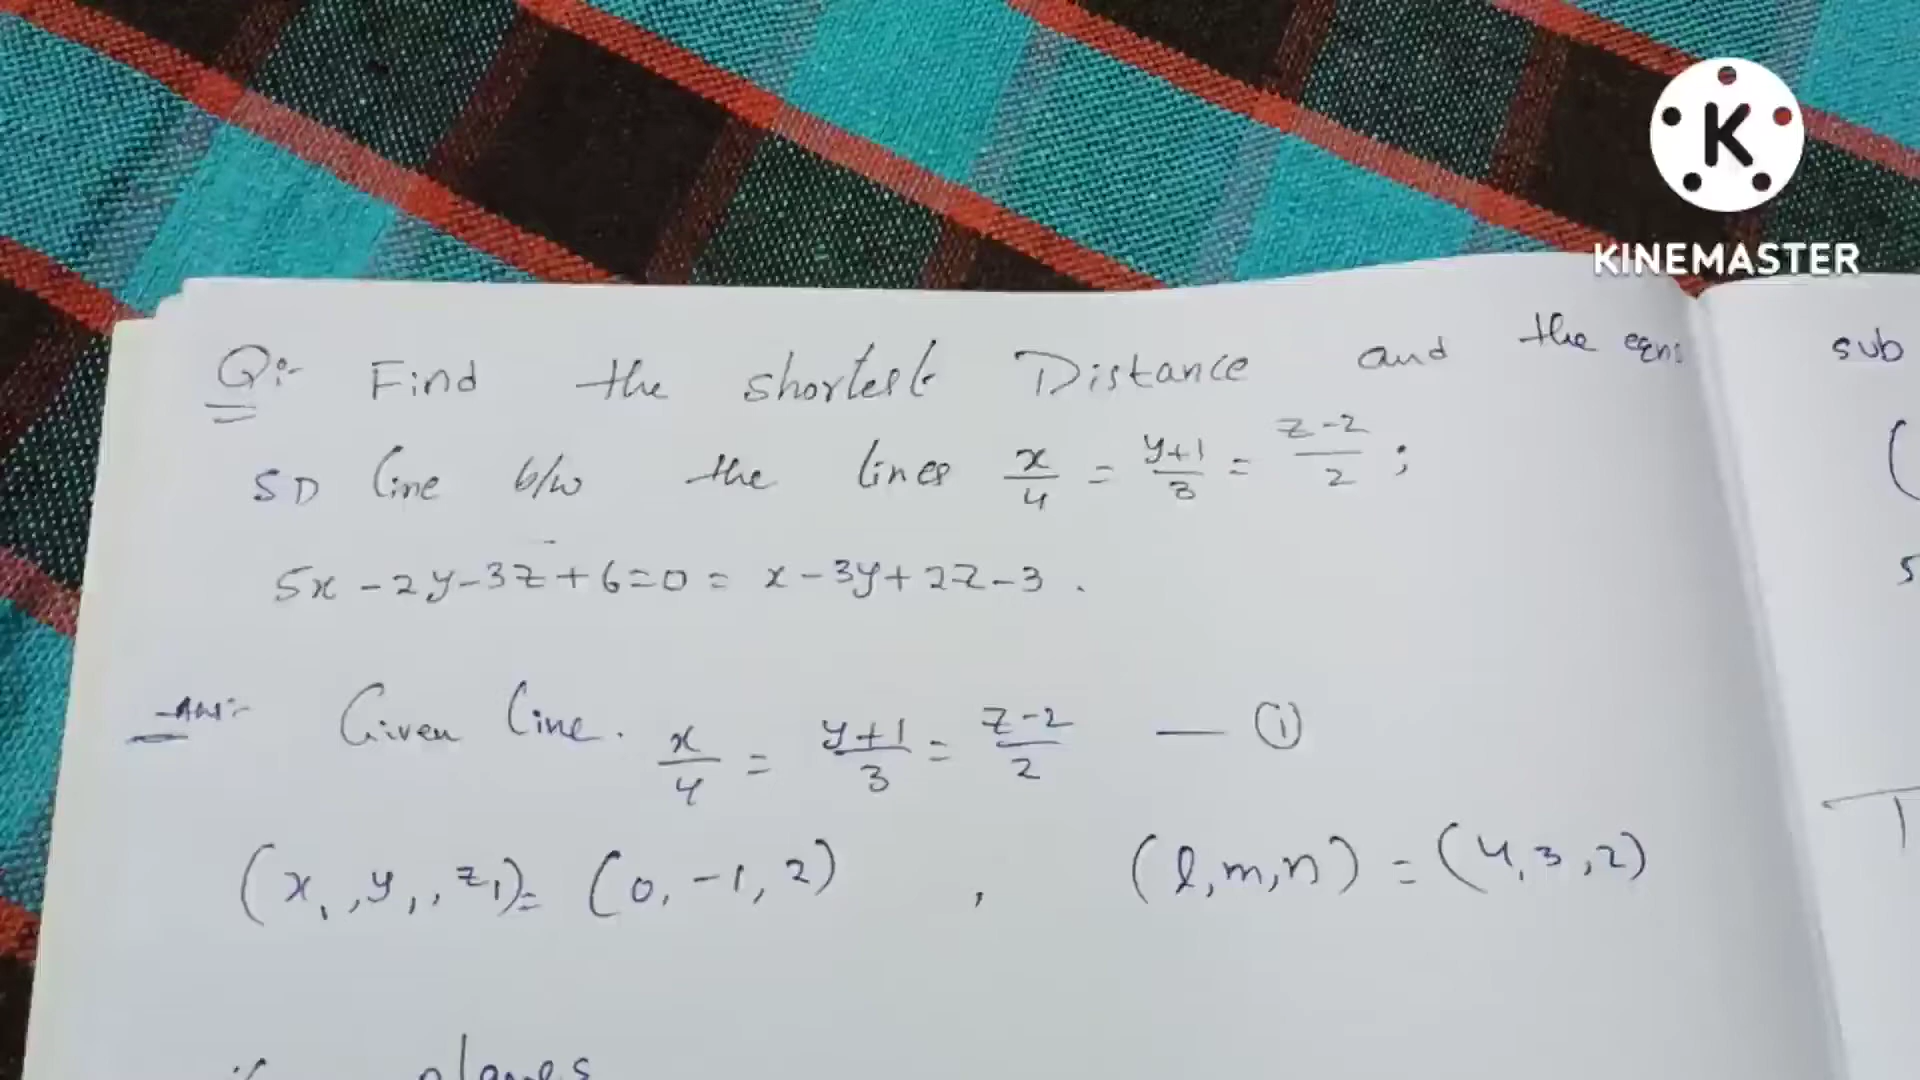 K
KINEMASTER
Q:- Find the shortest Distance and the eqns
SD line b/w the lines x/4 = y+1/3 = z-2/2 ;
5x - 2y - 3z + 6 = 0 = x - 3y + 2z - 3 .
Ans:- Given line. x/4 = y+1/3 = z-2/2 — ①
(x₁, y₁, z₁) = (0, -1, 2) , (l, m, n) = (4, 3, 2)
planes
sub
(
5